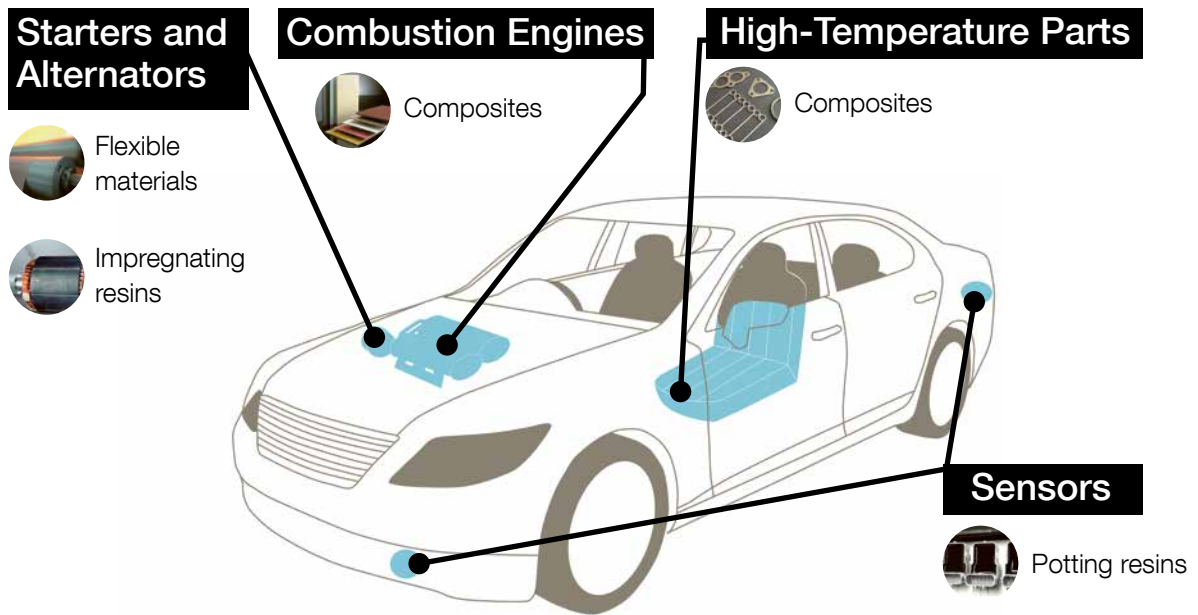 Starters and
Alternators
Flexible
materials
Impregnating
resins
Combustion Engines
Composites
High-Temperature Parts
Composites
Sensors
Potting resins